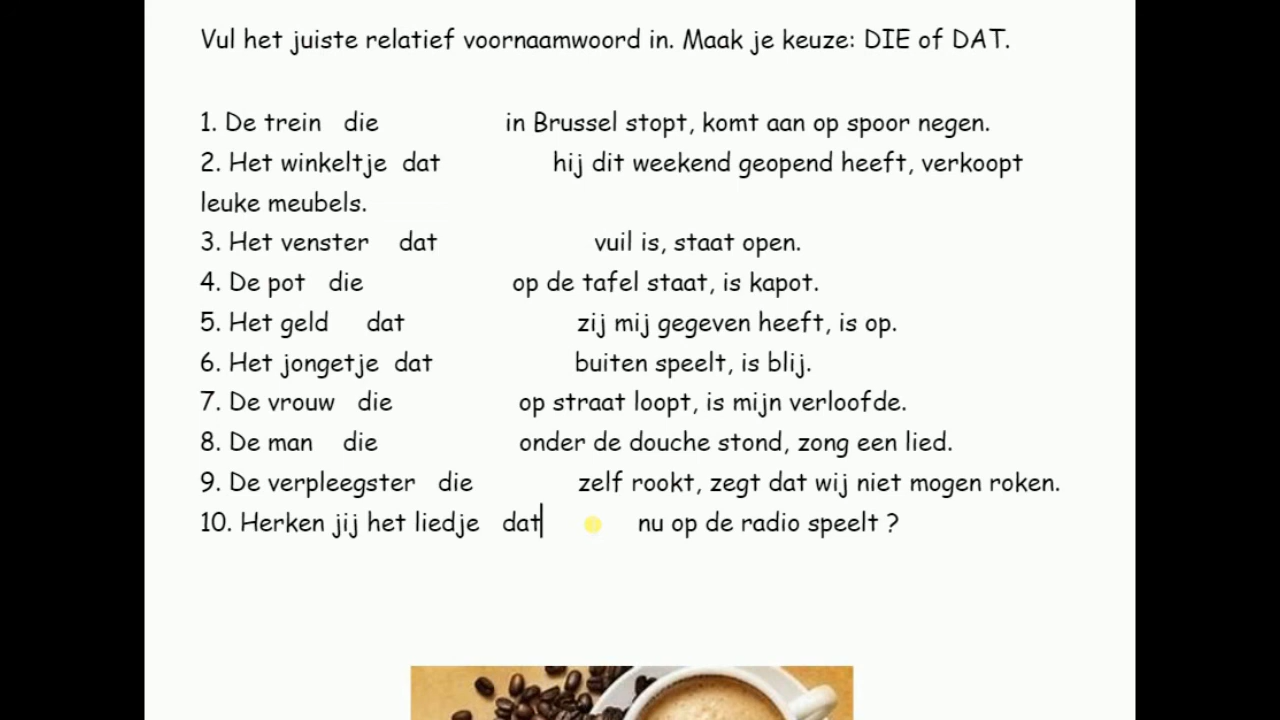 Vul het juiste relatief voornaamwoord in. Maak je keuze: DIE of DAT.
1. De trein die in Brussel stopt, komt aan op spoor negen.
2. Het winkeltje dat hij dit weekend geopend heeft, verkoopt
leuke meubels.
3. Het venster dat vuil is, staat open.
4. De pot die op de tafel staat, is kapot.
5. Het geld dat zij mij gegeven heeft, is op.
6. Het jongetje dat buiten speelt, is blij.
7. De vrouw die op straat loopt, is mijn verloofde.
8. De man die onder de douche stond, zong een lied.
9. De verpleegster die zelf rookt, zegt dat wij niet mogen roken.
10. Herken jij het liedje dat nu op de radio speelt ?